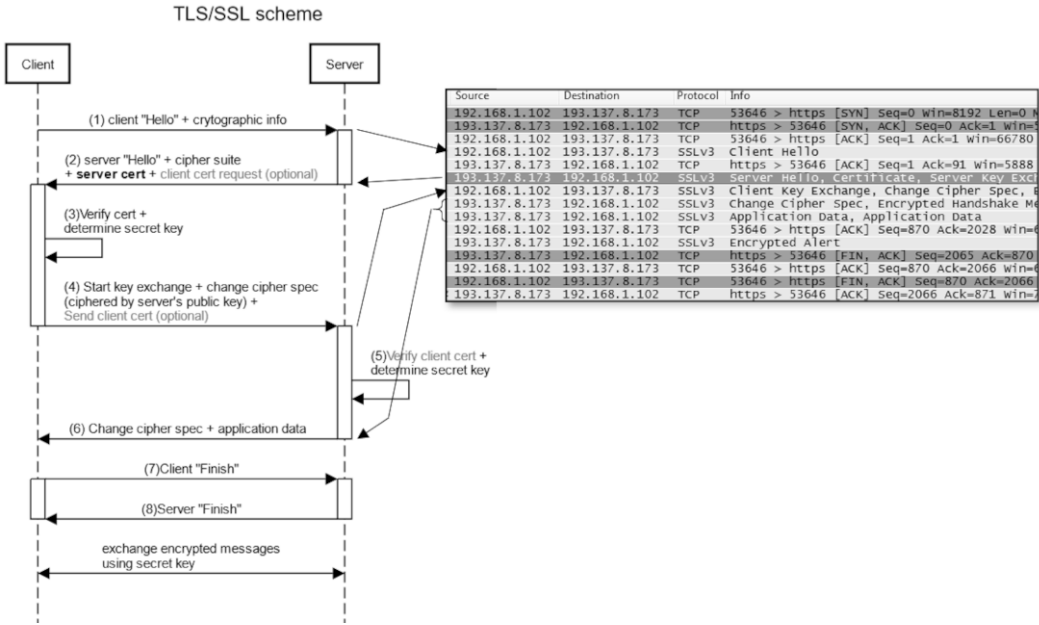 TLS/SSL scheme
Client
Server
(1) client "Hello" + crytographic info
(2) server "Hello" + cipher suite
+ server cert + client cert request (optional)
(3)Verify cert +
determine secret key
(4) Start key exchange + change cipher spec
(ciphered by server's public key) +
Send client cert (optional)
(5)Verify client cert +
determine secret key
(6) Change cipher spec + application data
(7)Client "Finish"
(8)Server "Finish"
exchange encrypted messages
using secret key
Source Destination Protocol Info
192.168.1.102 193.137.8.173 TCP 53646 > https [SYN] Seq=0 Win=8192 Len=0
193.137.8.173 192.168.1.102 TCP https > 53646 [SYN, ACK] Seq=0 Ack=1
192.168.1.102 193.137.8.173 TCP 53646 > https [ACK] Seq=1 Ack=1 Win=66780
192.168.1.102 193.137.8.173 SSLv3 Client Hello
193.137.8.173 192.168.1.102 TCP https > 53646 [ACK] Seq=1 Ack=91 Win=5888
193.137.8.173 192.168.1.102 SSLv3 Server Hello, Certificate, Server Key Exch
192.168.1.102 193.137.8.173 SSLv3 Client Key Exchange, Change Cipher Spec,
193.137.8.173 192.168.1.102 SSLv3 Change Cipher Spec, Encrypted Handshake Me
193.137.8.173 192.168.1.102 SSLv3 Application Data, Application Data
192.168.1.102 193.137.8.173 TCP 53646 > https [ACK] Seq=870 Ack=2028
193.137.8.173 192.168.1.102 SSLv3 Encrypted Alert
193.137.8.173 192.168.1.102 TCP https > 53646 [FIN, ACK] Seq=2065 Ack=870
192.168.1.102 193.137.8.173 TCP 53646 > https [ACK] Seq=870 Ack=2066
192.168.1.102 193.137.8.173 TCP 53646 > https [FIN, ACK] Seq=870 Ack=2066
193.137.8.173 192.168.1.102 TCP https > 53646 [ACK] Seq=2066 Ack=871